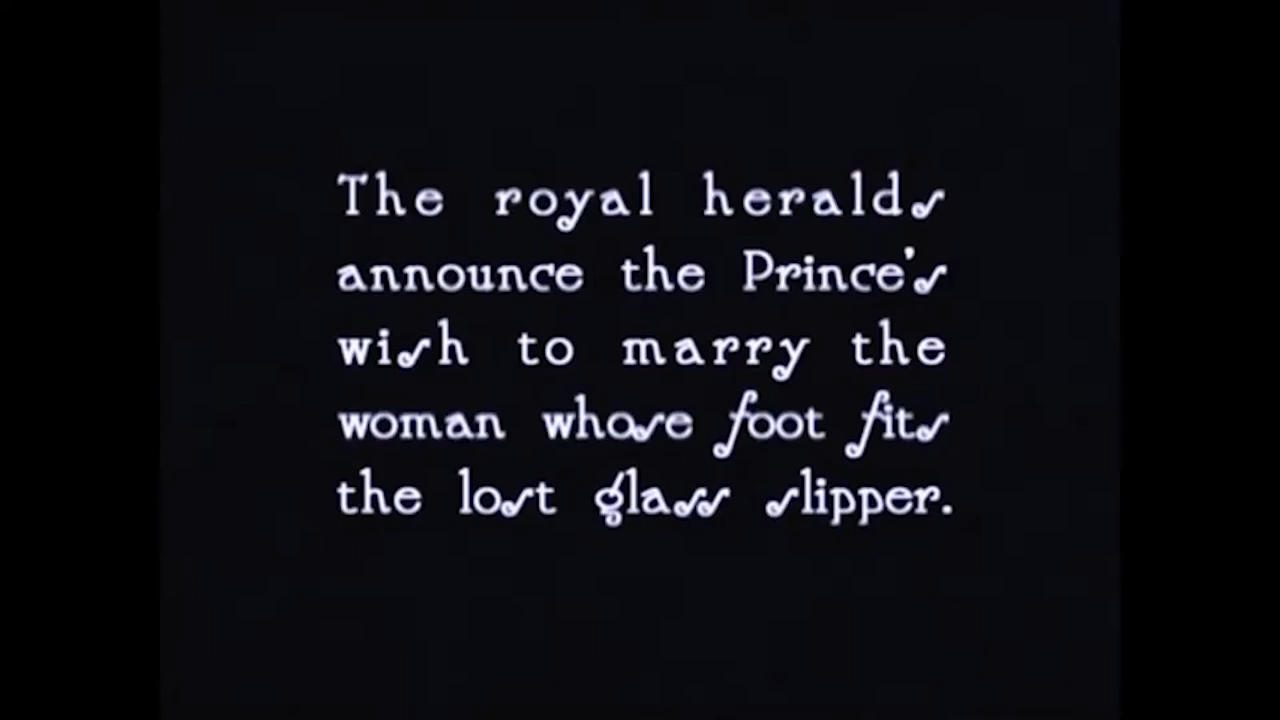 The royal heralds
announce the Prince's
wish to marry the
woman whose foot fits
the lost glass slipper.